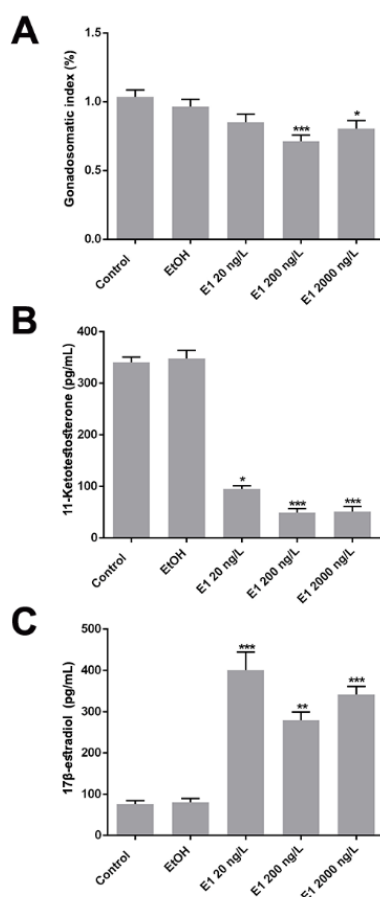 A
Gonadosomatic index (%)
1.5
1.0
0.5
0.0
***
*
Control
EtOH
E1 20 ng/L
E1 200 ng/L
E1 2000 ng/L
B
11-Ketotestosterone (pg/mL)
400
300
200
100
0
*
***
***
Control
EtOH
E1 20 ng/L
E1 200 ng/L
E1 2000 ng/L
C
17β-estradiol (pg/mL)
500
400
300
200
100
0
***
**
***
Control
EtOH
E1 20 ng/L
E1 200 ng/L
E1 2000 ng/L